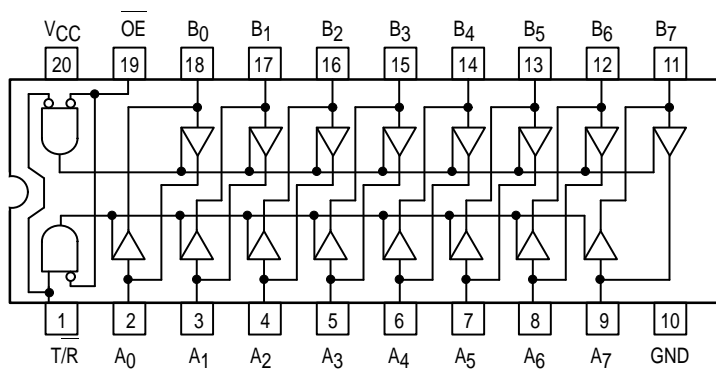 VCC OE B0 B1 B2 B3 B4 B5 B6 B7
20 19 18 17 16 15 14 13 12 11
1 2 3 4 5 6 7 8 9 10
T/R A0 A1 A2 A3 A4 A5 A6 A7 GND